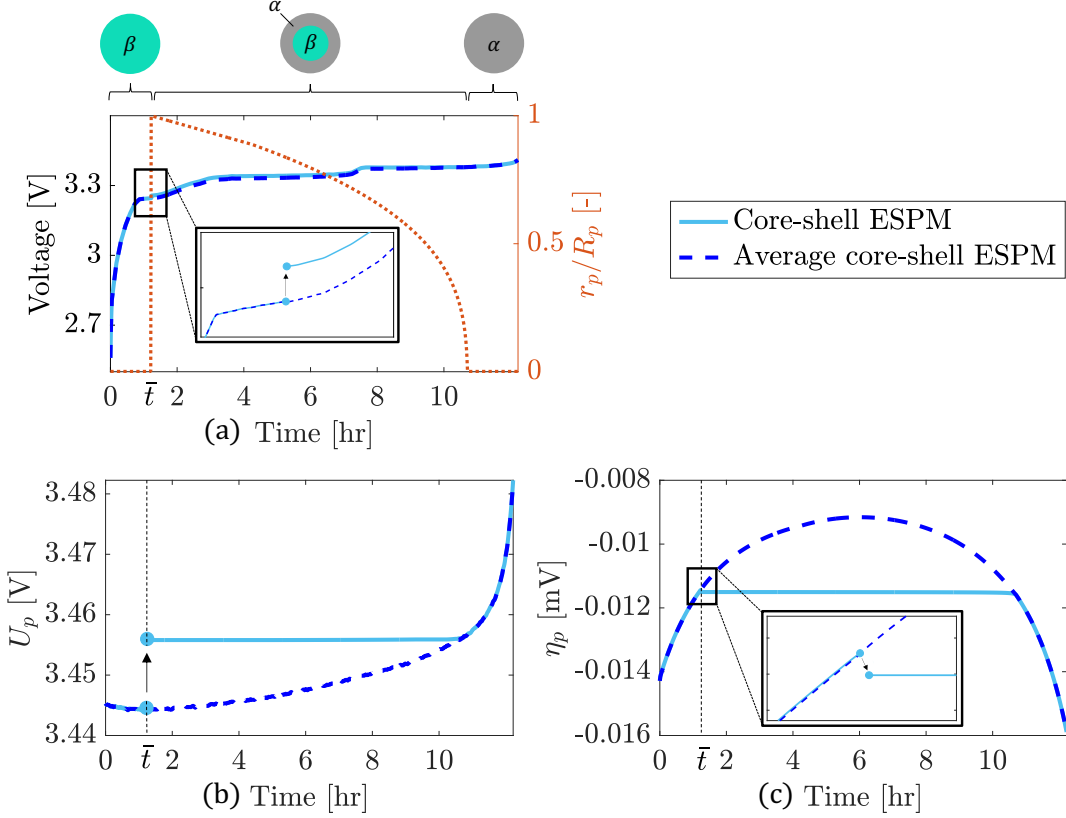 α
β
β
α
1
0.5
0
r_p/R_p [-]
3.3
3
2.7
Voltage [V]
0 t̄ 2 4 6 8 10
(a) Time [hr]
Core-shell ESPM
Average core-shell ESPM
3.48
3.47
3.46
3.45
3.44
U_p [V]
0 t̄ 2 4 6 8 10
(b) Time [hr]
-0.008
-0.01
-0.012
-0.014
-0.016
η_p [mV]
0 t̄ 2 4 6 8 10
(c) Time [hr]